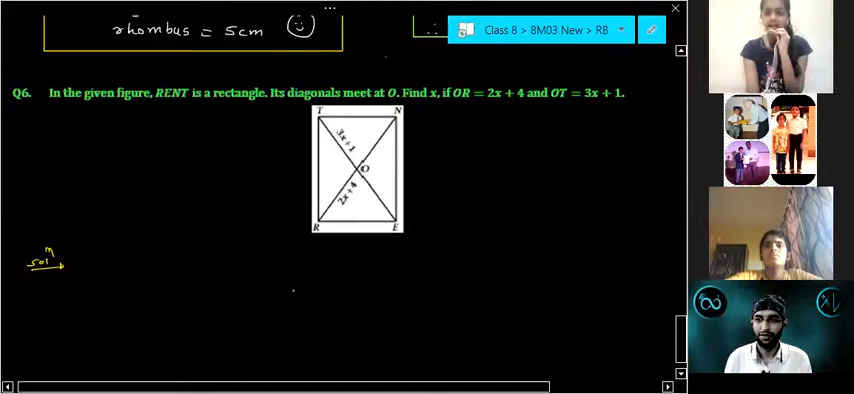 ...
rhombus = 5cm
∴
Class 8 > 8M03 New > RB
Q6. In the given figure, RENT is a rectangle. Its diagonals meet at O. Find x, if OR = 2x + 4 and OT = 3x + 1.
T N
3x+1
O
2x+4
R E
solⁿ